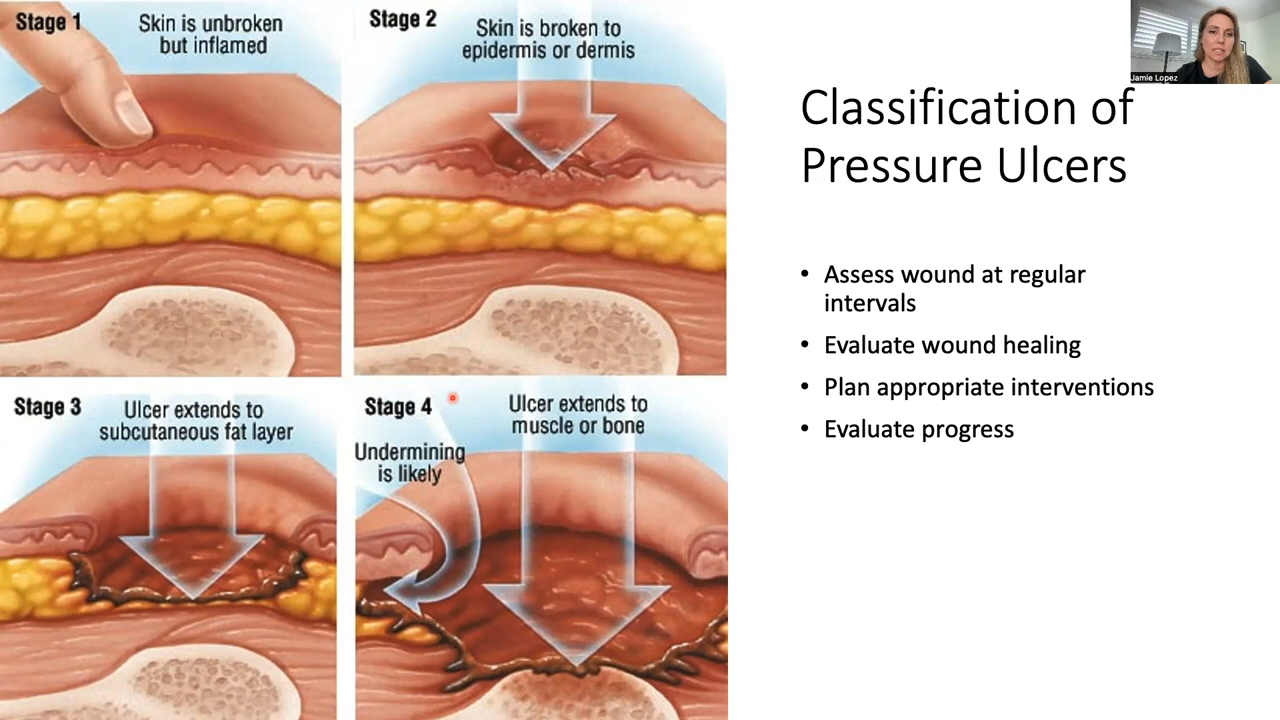 Stage 1
Skin is unbroken
but inflamed
Stage 2
Skin is broken to
epidermis or dermis
Stage 3
Ulcer extends to
subcutaneous fat layer
Stage 4
Ulcer extends to
muscle or bone
Undermining
is likely
Jamie Lopez
Classification of
Pressure Ulcers
• Assess wound at regular
intervals
• Evaluate wound healing
• Plan appropriate interventions
• Evaluate progress